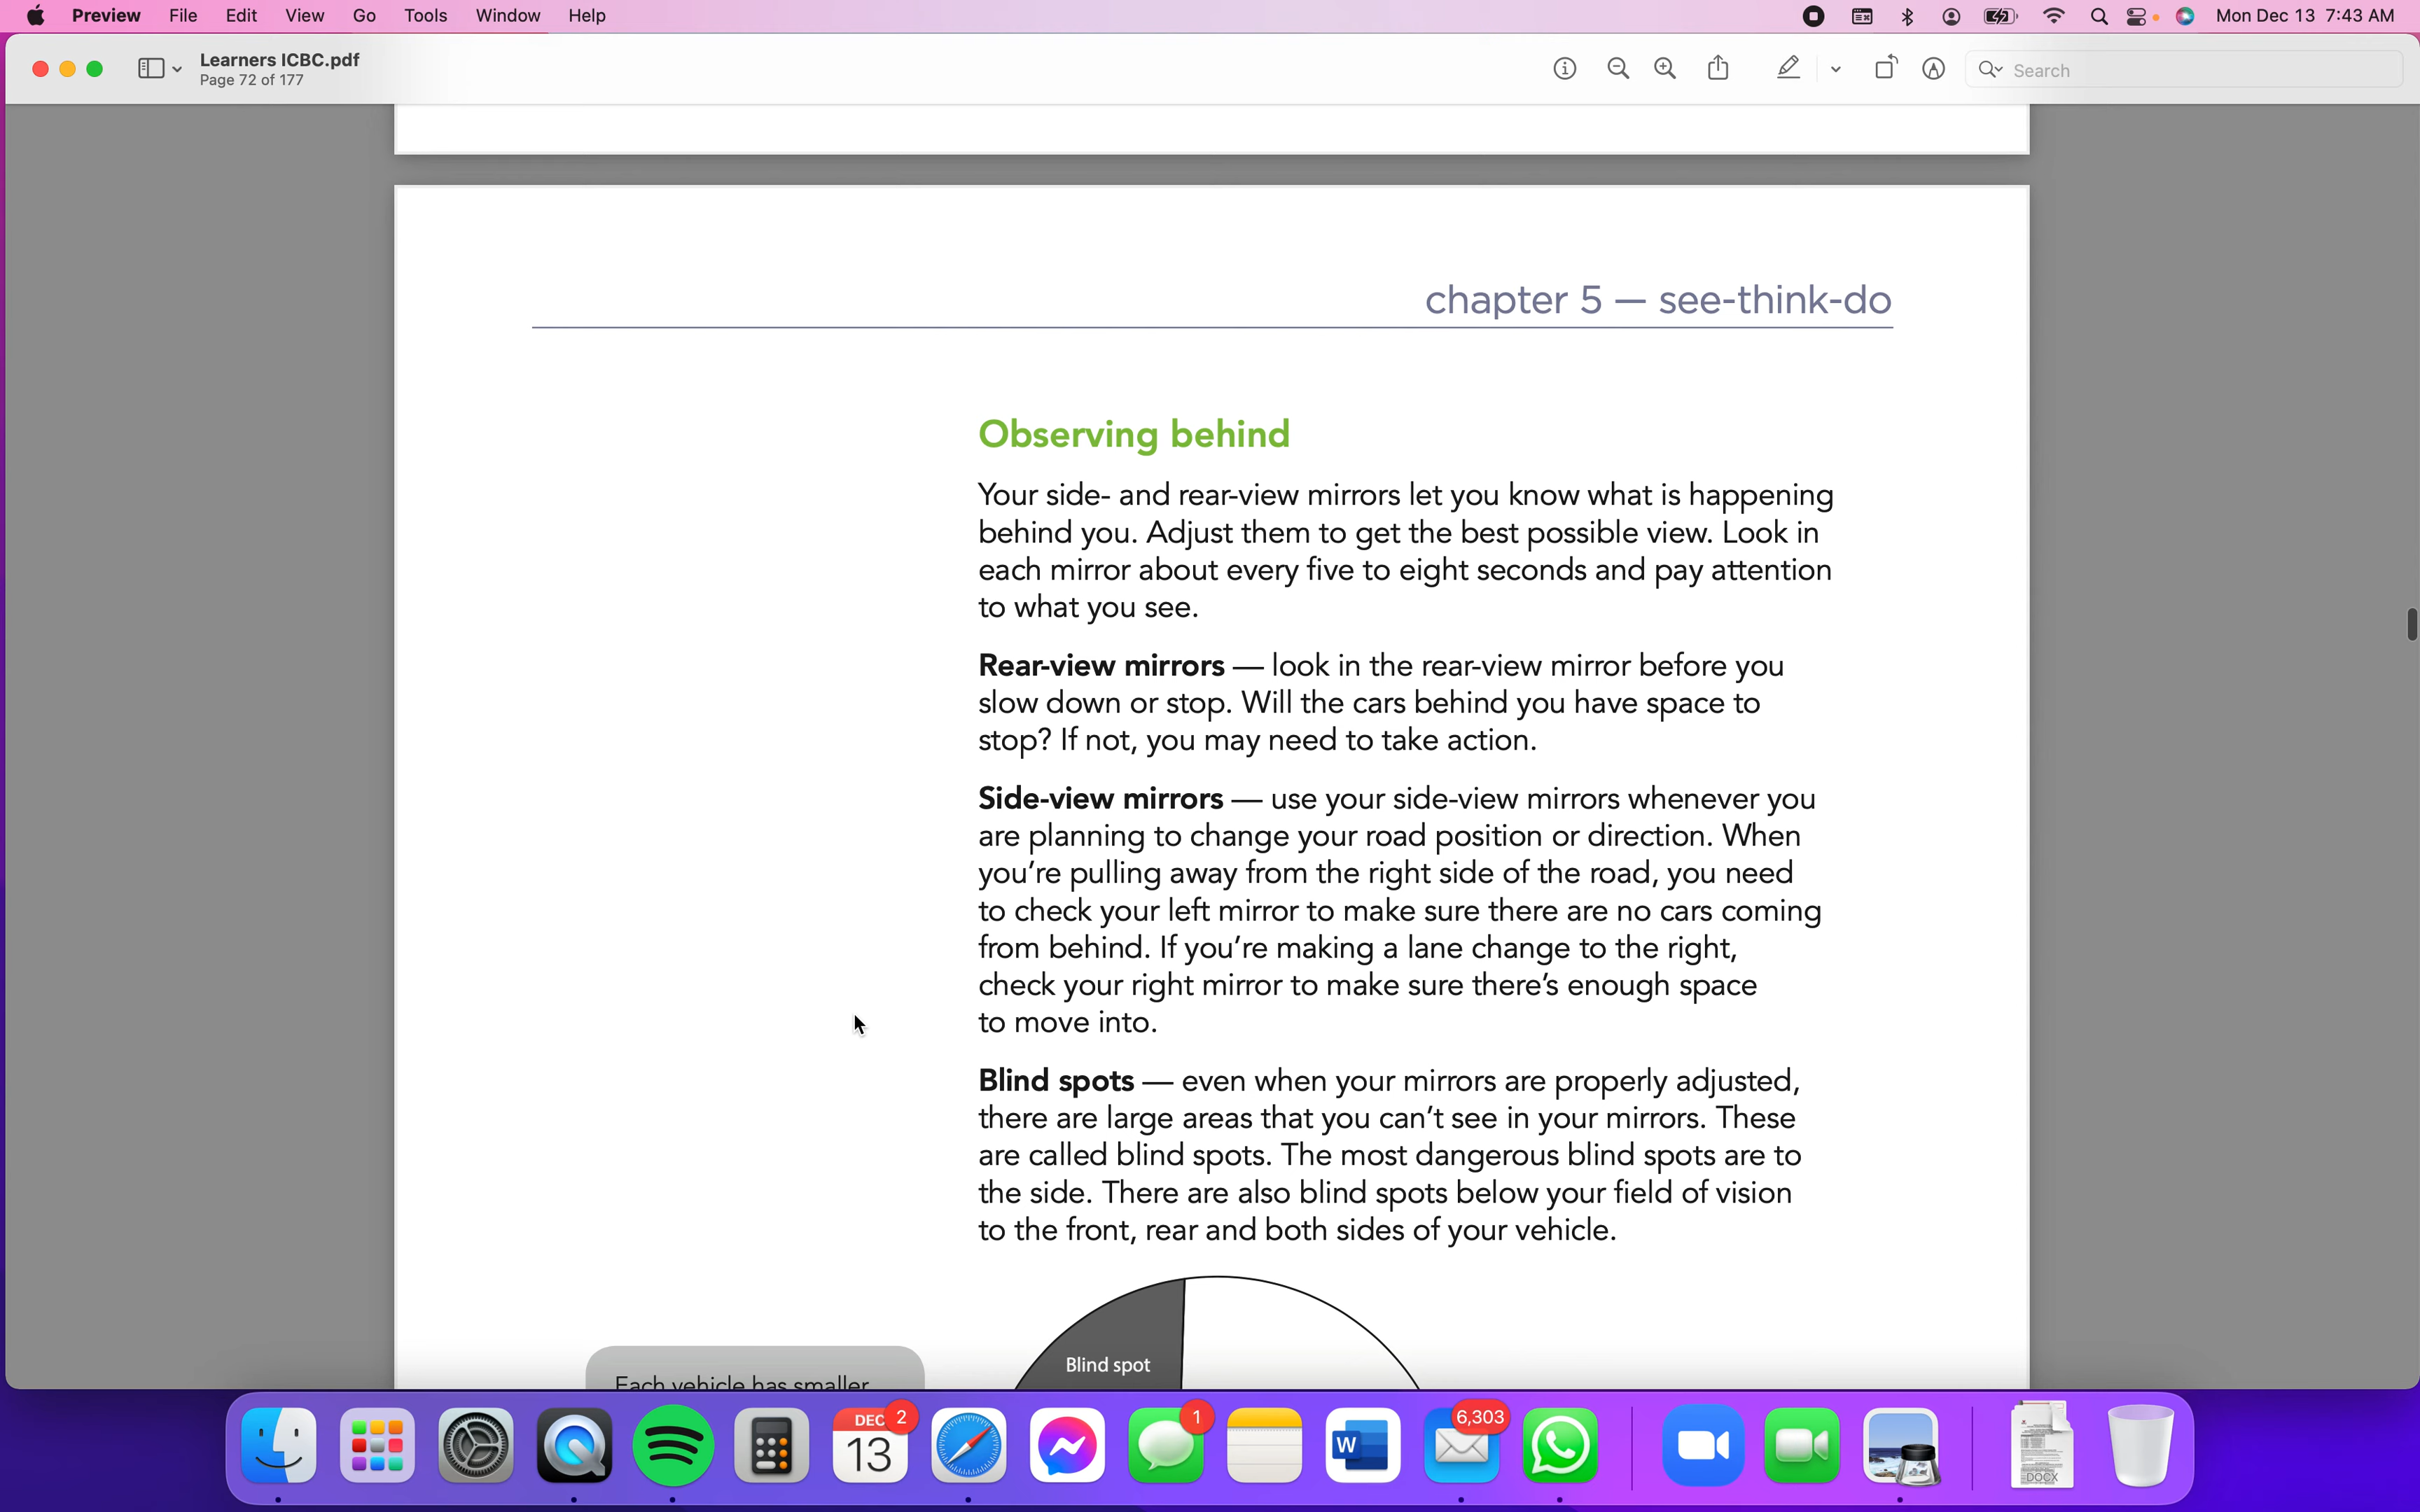 Preview File Edit View Go Tools Window Help Mon Dec 13 7:43 AM
Learners ICBC.pdf
Page 72 of 177
Search
chapter 5 — see-think-do
Observing behind
Your side- and rear-view mirrors let you know what is happening
behind you. Adjust them to get the best possible view. Look in
each mirror about every five to eight seconds and pay attention
to what you see.
Rear-view mirrors — look in the rear-view mirror before you
slow down or stop. Will the cars behind you have space to
stop? If not, you may need to take action.
Side-view mirrors — use your side-view mirrors whenever you
are planning to change your road position or direction. When
you're pulling away from the right side of the road, you need
to check your left mirror to make sure there are no cars coming
from behind. If you're making a lane change to the right,
check your right mirror to make sure there's enough space
to move into.
Blind spots — even when your mirrors are properly adjusted,
there are large areas that you can't see in your mirrors. These
are called blind spots. The most dangerous blind spots are to
the side. There are also blind spots below your field of vision
to the front, rear and both sides of your vehicle.
Blind spot
Each vehicle has smaller
DEC 2
13
1
W
6,303
DOCX